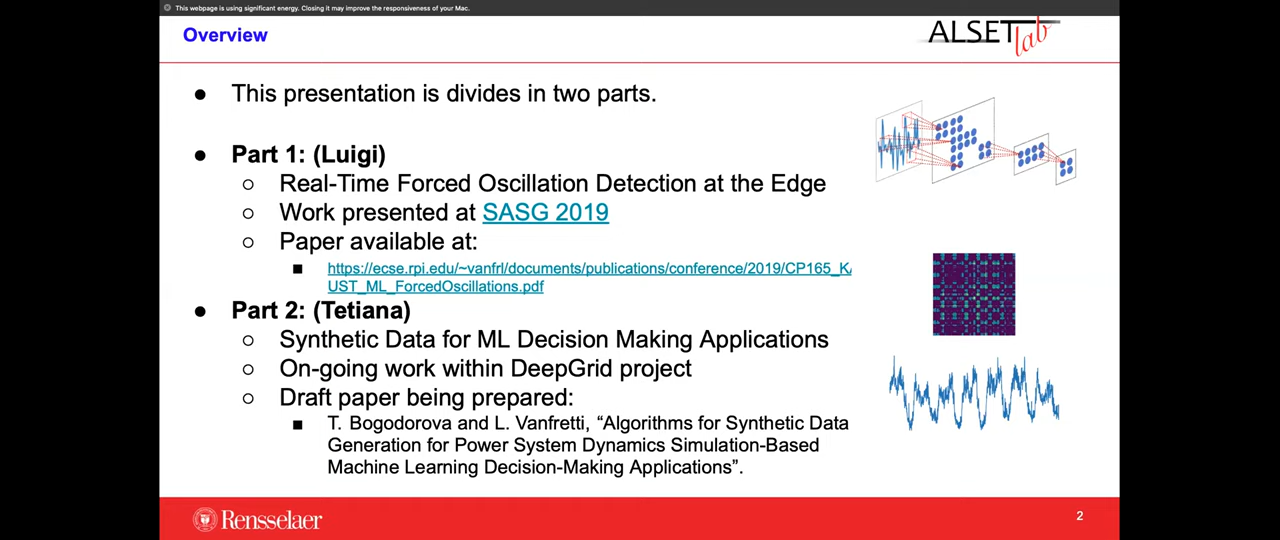 This webpage is using significant energy. Closing it may improve the responsiveness of your Mac.
Overview
ALSET lab
● This presentation is divides in two parts.
● Part 1: (Luigi)
○ Real-Time Forced Oscillation Detection at the Edge
○ Work presented at SASG 2019
○ Paper available at:
■ https://ecse.rpi.edu/~vanfrl/documents/publications/conference/2019/CP165_KA
UST_ML_ForcedOscillations.pdf
● Part 2: (Tetiana)
○ Synthetic Data for ML Decision Making Applications
○ On-going work within DeepGrid project
○ Draft paper being prepared:
■ T. Bogodorova and L. Vanfretti, “Algorithms for Synthetic Data
Generation for Power System Dynamics Simulation-Based
Machine Learning Decision-Making Applications”.
Rensselaer
2